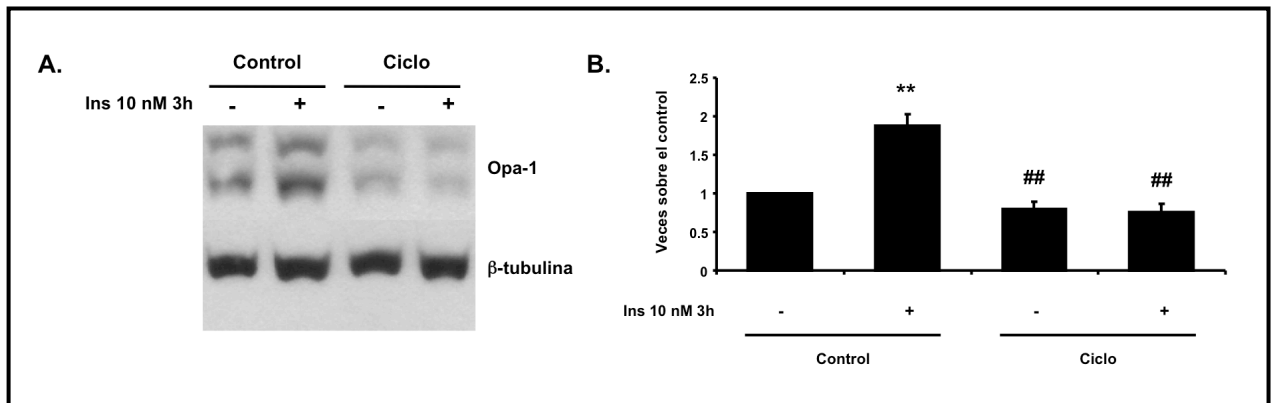 A.
Control Ciclo
Ins 10 nM 3h - + - +
Opa-1
β-tubulina
B.
Veces sobre el control
2.5
2
1.5
1
0.5
0
**
##
##
Ins 10 nM 3h - + - +
Control Ciclo